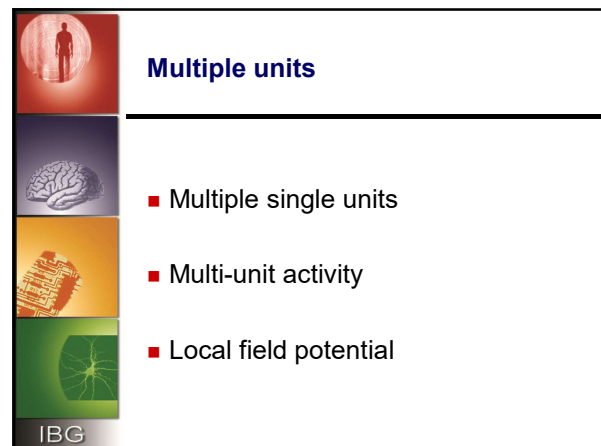 Multiple units
Multiple single units
Multi-unit activity
Local field potential
IBG